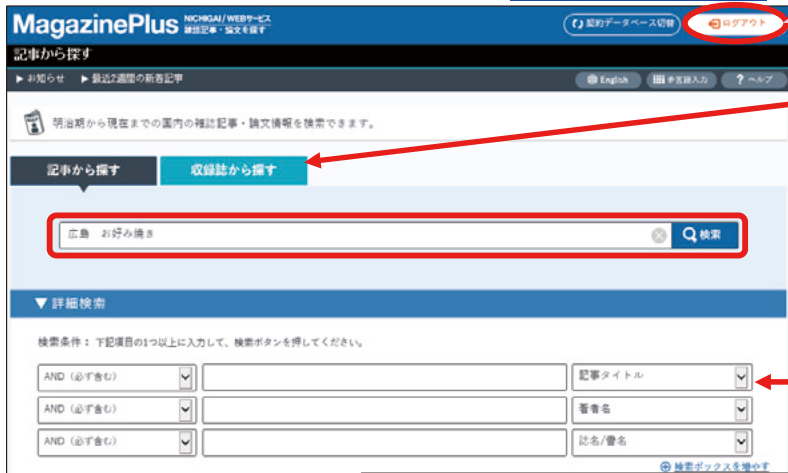 MagazinePlus NICHIGAI/WEBサービス 雑誌記事・論文を探す
契約データベース切替 ログアウト
記事から探す
▶ お知らせ ▶ 最近2週間の新着記事
English 多言語入力 ? ヘルプ
明治期から現在までの国内の雑誌記事・論文情報を検索できます。
記事から探す 収録誌から探す
広島 お好み焼き 検索
▼ 詳細検索
検索条件： 下記項目の1つ以上に入力して、検索ボタンを押してください。
AND（必ず含む） 記事タイトル
AND（必ず含む） 著者名
AND（必ず含む） 誌名/書名
検索ボックスを増やす